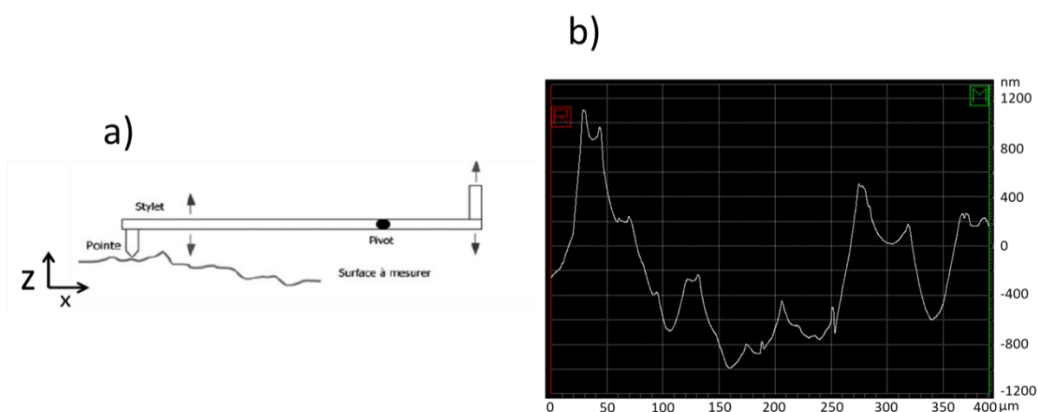 a)
Stylet
Pointe
Pivot
Surface à mesurer
Z
x
b)
nm
R
M
1200
800
400
0
-400
-800
-1200
0 50 100 150 200 250 300 350 400 µm